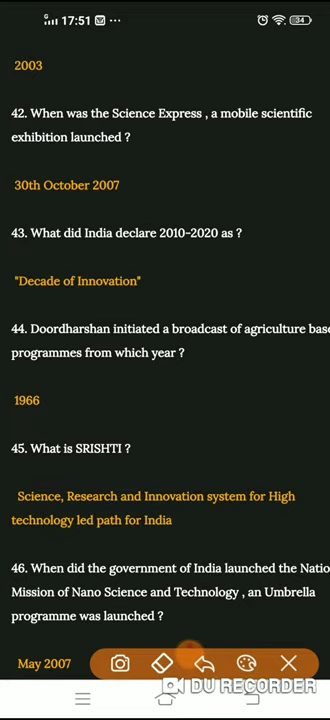 17:51 ... 34
2003
42. When was the Science Express , a mobile scientific
exhibition launched ?
30th October 2007
43. What did India declare 2010-2020 as ?
"Decade of Innovation"
44. Doordarshan initiated a broadcast of agriculture base
programmes from which year ?
1966
45. What is SRISHTI ?
Science, Research and Innovation system for High
technology led path for India
46. When did the government of India launched the Natio
Mission of Nano Science and Technology , an Umbrella
programme was launched ?
May 2007
DU RECORDER